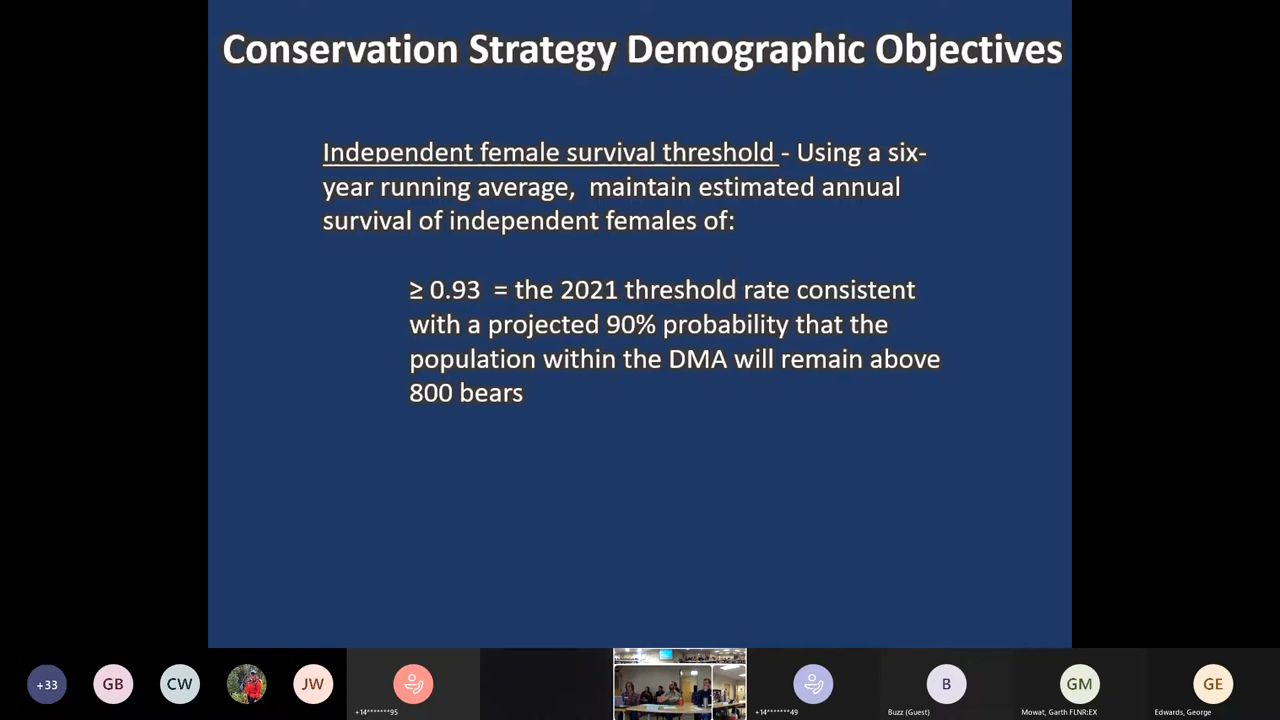 Conservation Strategy Demographic Objectives
Independent female survival threshold - Using a six-
year running average,  maintain estimated annual
survival of independent females of:
≥ 0.93  = the 2021 threshold rate consistent
with a projected 90% probability that the
population within the DMA will remain above
800 bears
+33
GB
CW
JW
+14*******95
+14*******49
B
Buzz (Guest)
GM
Mowat, Garth FLNR:EX
GE
Edwards, George